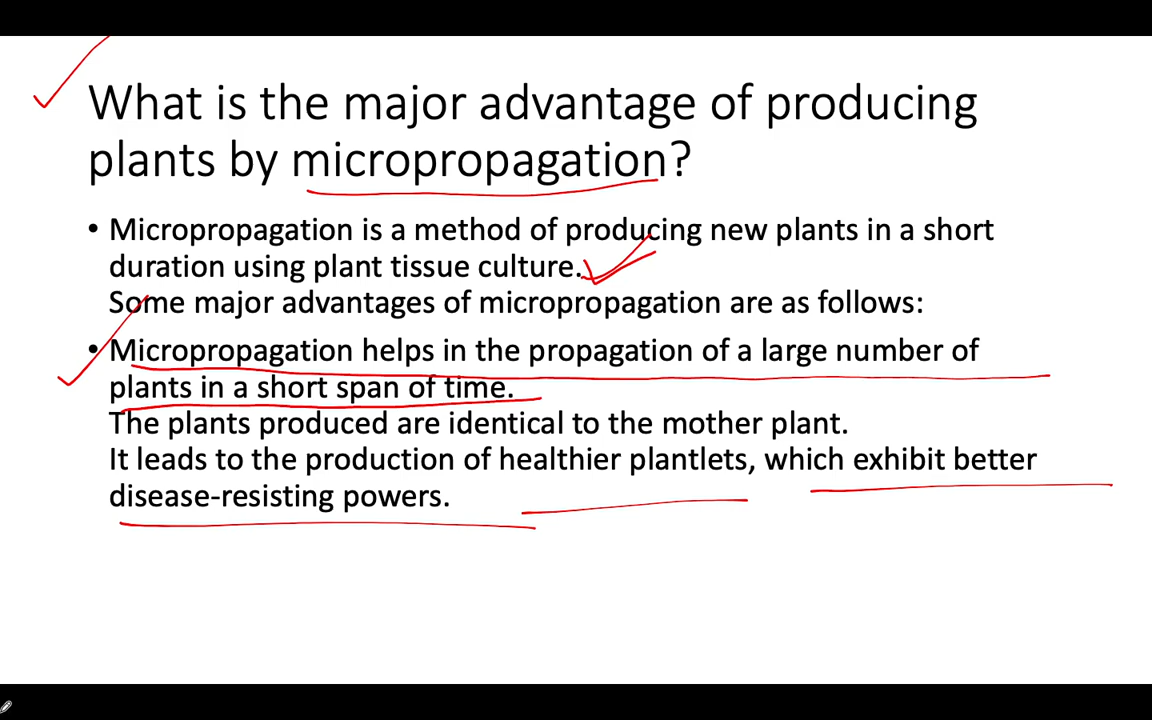 What is the major advantage of producing
plants by micropropagation?
• Micropropagation is a method of producing new plants in a short
duration using plant tissue culture.
Some major advantages of micropropagation are as follows:
• Micropropagation helps in the propagation of a large number of
plants in a short span of time.
The plants produced are identical to the mother plant.
It leads to the production of healthier plantlets, which exhibit better
disease-resisting powers.